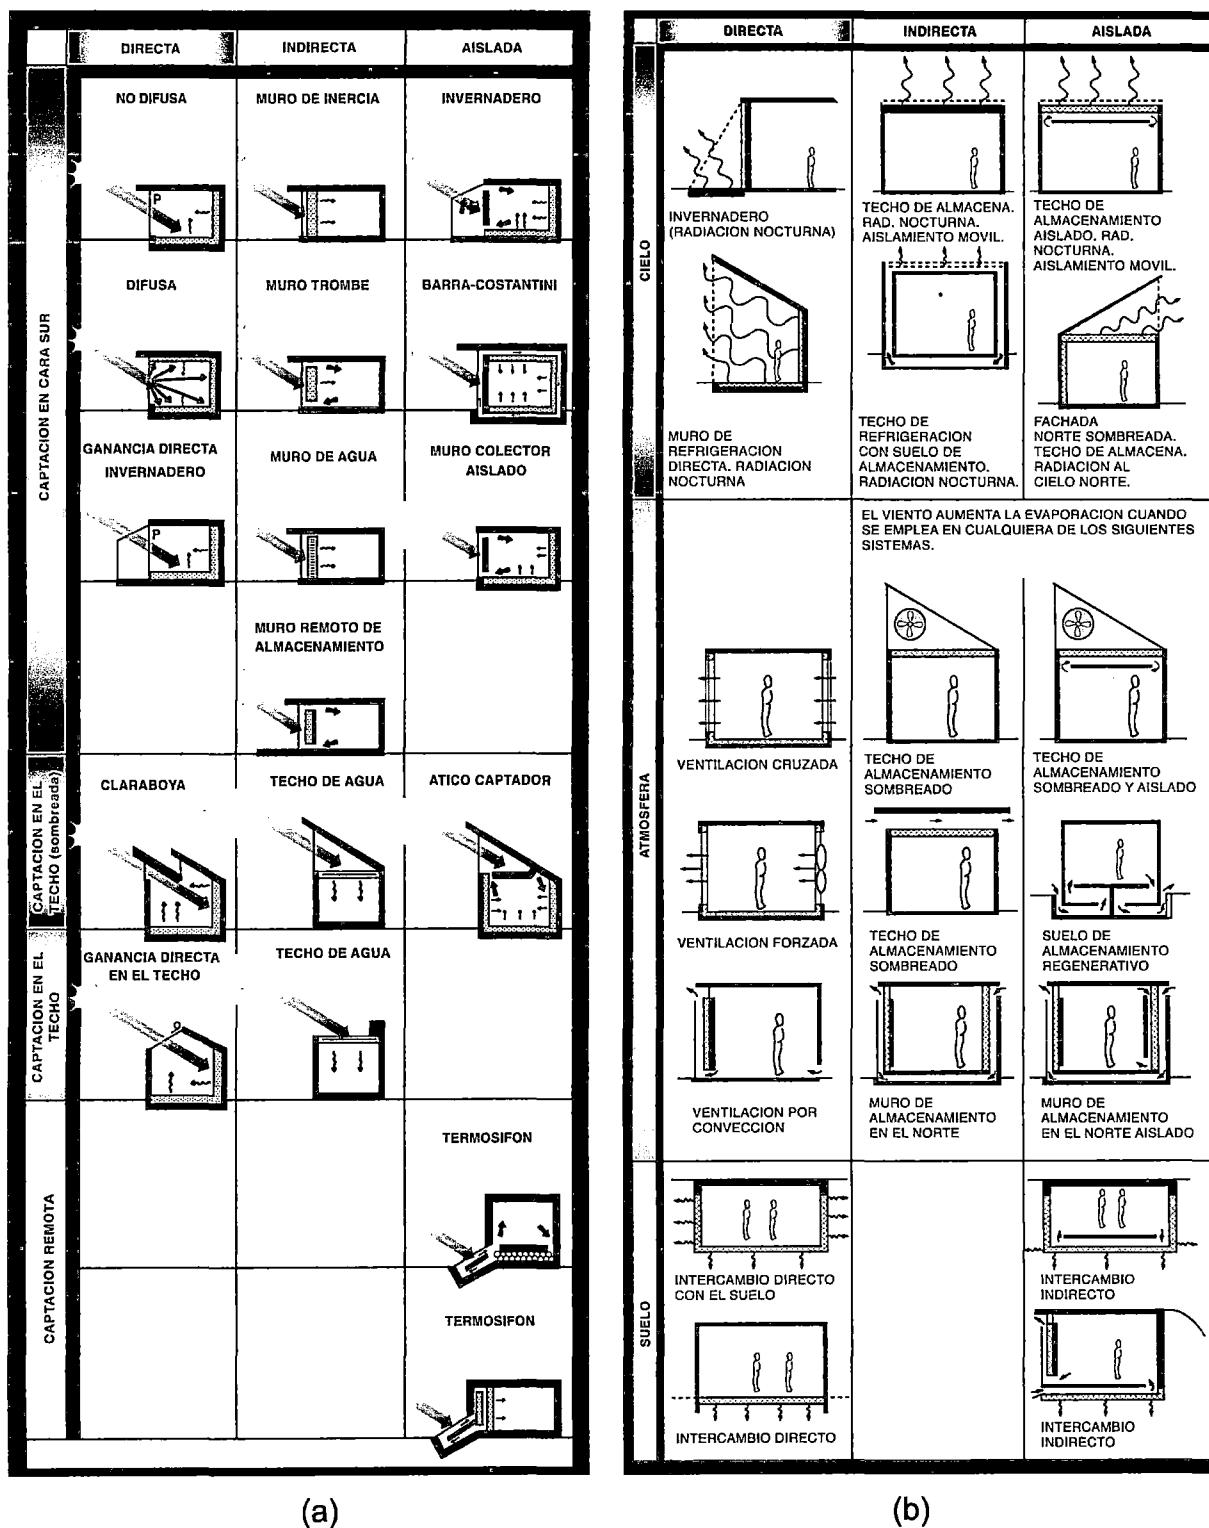 DIRECTA
INDIRECTA
AISLADA
CAPTACION EN CARA SUR
NO DIFUSA
MURO DE INERCIA
INVERNADERO
P
DIFUSA
MURO TROMBE
BARRA-COSTANTINI
GANANCIA DIRECTA
INVERNADERO
MURO DE AGUA
MURO COLECTOR
AISLADO
P
MURO REMOTO DE
ALMACENAMIENTO
CAPTACION EN EL
TECHO (sombreada)
CLARABOYA
TECHO DE AGUA
ATICO CAPTADOR
CAPTACION EN EL
TECHO
GANANCIA DIRECTA
EN EL TECHO
TECHO DE AGUA
CAPTACION REMOTA
TERMOSIFON
TERMOSIFON
(a)
DIRECTA
INDIRECTA
AISLADA
CIELO
INVERNADERO
(RADIACION NOCTURNA)
TECHO DE ALMACENA.
RAD. NOCTURNA.
AISLAMIENTO MOVIL.
TECHO DE
ALMACENAMIENTO
AISLADO. RAD.
NOCTURNA.
AISLAMIENTO MOVIL.
MURO DE
REFRIGERACION
DIRECTA. RADIACION
NOCTURNA
TECHO DE
REFRIGERACION
CON SUELO DE
ALMACENAMIENTO.
RADIACION NOCTURNA.
FACHADA
NORTE SOMBREADA.
TECHO DE ALMACENA.
RADIACION AL
CIELO NORTE.
ATMOSFERA
EL VIENTO AUMENTA LA EVAPORACION CUANDO
SE EMPLEA EN CUALQUIERA DE LOS SIGUIENTES
SISTEMAS.
VENTILACION CRUZADA
TECHO DE
ALMACENAMIENTO
SOMBREADO
TECHO DE
ALMACENAMIENTO
SOMBREADO Y AISLADO
VENTILACION FORZADA
TECHO DE
ALMACENAMIENTO
SOMBREADO
SUELO DE
ALMACENAMIENTO
REGENERATIVO
VENTILACION POR
CONVECCION
MURO DE
ALMACENAMIENTO
EN EL NORTE
MURO DE
ALMACENAMIENTO
EN EL NORTE AISLADO
SUELO
INTERCAMBIO DIRECTO
CON EL SUELO
INTERCAMBIO
INDIRECTO
INTERCAMBIO DIRECTO
INTERCAMBIO
INDIRECTO
(b)